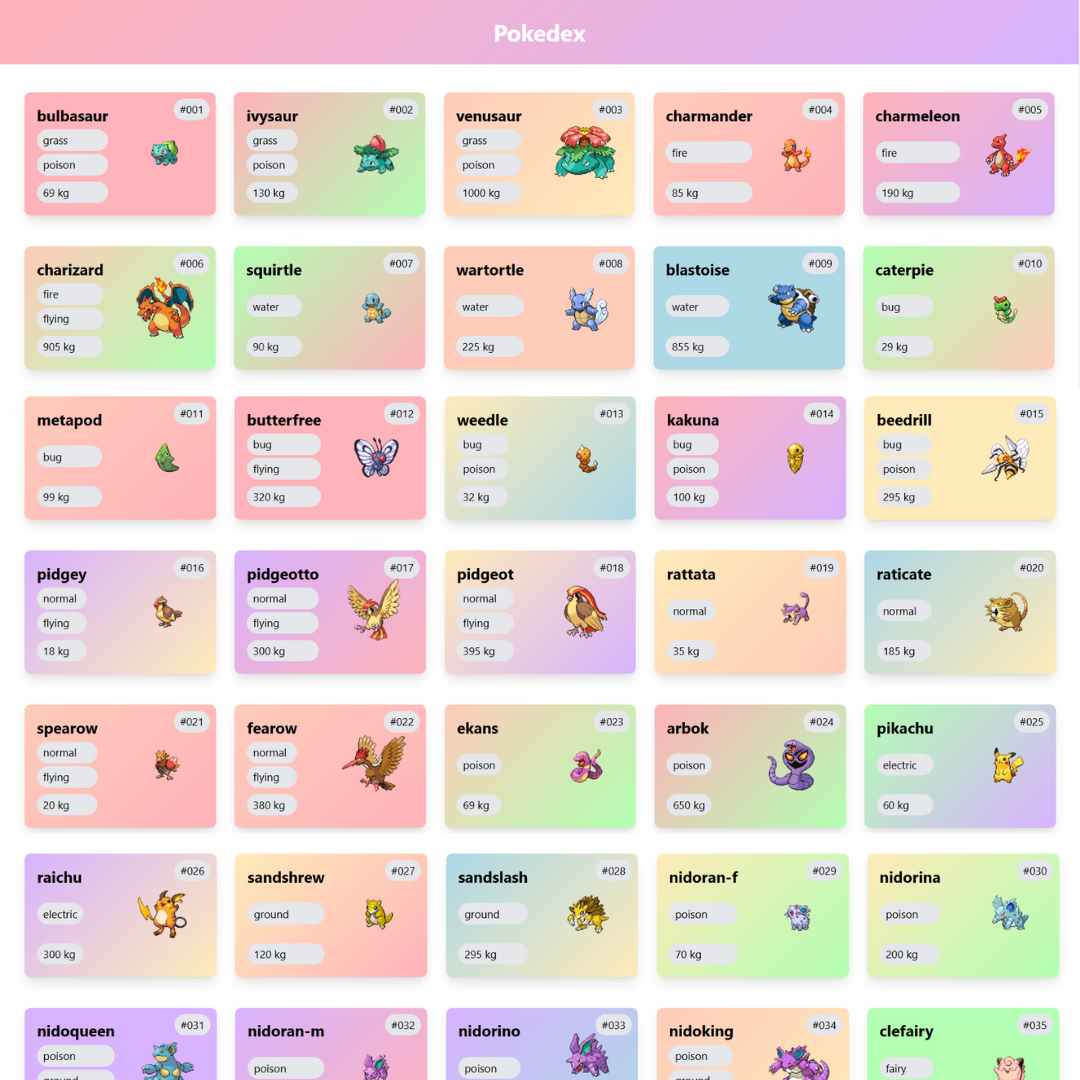 Pokedex
bulbasaur
#001
grass
poison
69 kg
ivysaur
#002
grass
poison
130 kg
venusaur
#003
grass
poison
1000 kg
charmander
#004
fire
85 kg
charmeleon
#005
fire
190 kg
charizard
#006
fire
flying
905 kg
squirtle
#007
water
90 kg
wartortle
#008
water
225 kg
blastoise
#009
water
855 kg
caterpie
#010
bug
29 kg
metapod
#011
bug
99 kg
butterfree
#012
bug
flying
320 kg
weedle
#013
bug
poison
32 kg
kakuna
#014
bug
poison
100 kg
beedrill
#015
bug
poison
295 kg
pidgey
#016
normal
flying
18 kg
pidgeotto
#017
normal
flying
300 kg
pidgeot
#018
normal
flying
395 kg
rattata
#019
normal
35 kg
raticate
#020
normal
185 kg
spearow
#021
normal
flying
20 kg
fearow
#022
normal
flying
380 kg
ekans
#023
poison
69 kg
arbok
#024
poison
650 kg
pikachu
#025
electric
60 kg
raichu
#026
electric
300 kg
sandshrew
#027
ground
120 kg
sandslash
#028
ground
295 kg
nidoran-f
#029
poison
70 kg
nidorina
#030
poison
200 kg
nidoqueen
#031
poison
ground
nidoran-m
#032
poison
nidorino
#033
poison
nidoking
#034
poison
ground
clefairy
#035
fairy